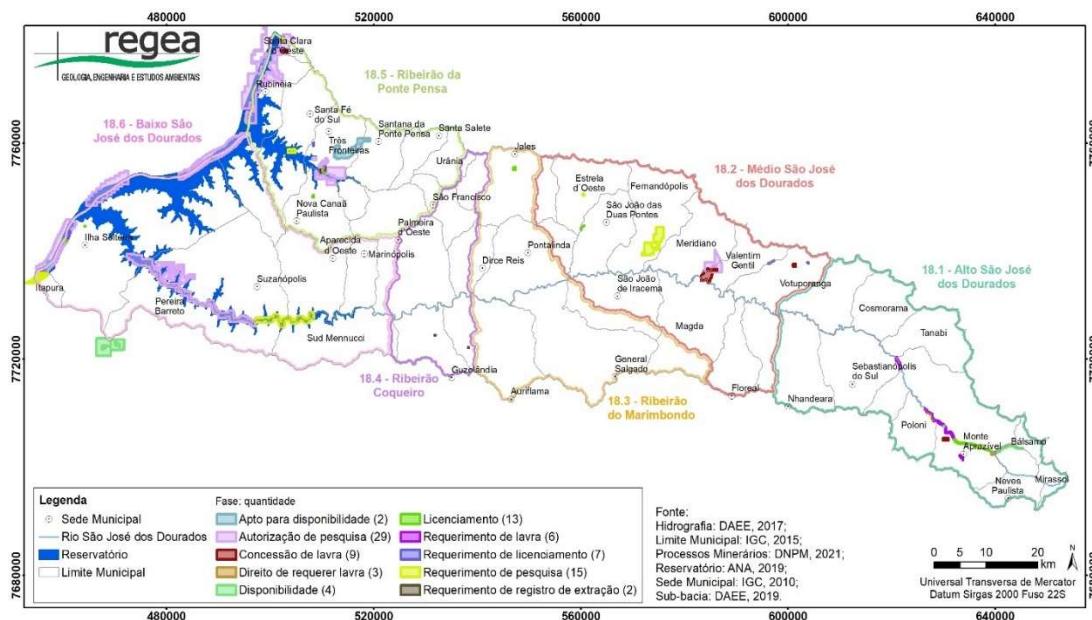 480000 520000 560000 600000 640000
regea
GEOLOGIA, ENGENHARIA E ESTUDOS AMBIENTAIS
Santa Clara
d'Oeste
Rubinéia
18.5 - Ribeirão da
Ponte Pensa
Santa Fé
do Sul
Santana da
Ponte Pensa
Santa Salete
Três
Fronteiras
18.6 - Baixo São
José dos Dourados
7760000
Urânia
Jales
18.2 - Médio São José
dos Dourados
Estrela
d'Oeste
Fernandópolis
São João das
Duas Pontes
Nova Canaã
Paulista
São Francisco
Palmeira
d'Oeste
Ilha Solteira
Aparecida
d'Oeste
Marinópolis
Dirce Reis
Pontalinda
Meridiano
Valentim
Gentil
18.1 - Alto São José
dos Dourados
Itapura
Suzanópolis
São João
de Iracema
Votuporanga
Pereira
Barreto
Cosmorama
Sud Mennucci
Magda
Tanabi
7720000
18.4 - Ribeirão
Coqueiro
Guzolândia
General
Salgado
Sebastianópolis
do Sul
Auriflama
18.3 - Ribeirão
do Marimbondo
Floreal
Nhandeara
Poloni
Monte
Aprazível
Bálsamo
Neves
Paulista
Mirassol
Legenda
Sede Municipal
Rio São José dos Dourados
Reservatório
Limite Municipal
Fase: quantidade
Apto para disponibilidade (2)
Autorização de pesquisa (29)
Concessão de lavra (9)
Direito de requerer lavra (3)
Disponibilidade (4)
Licenciamento (13)
Requerimento de lavra (6)
Requerimento de licenciamento (7)
Requerimento de pesquisa (15)
Requerimento de registro de extração (2)
Fonte:
Hidrografia: DAEE, 2017;
Limite Municipal: IGC, 2015;
Processos Minerários: DNPM, 2021;
Reservatório: ANA, 2019;
Sede Municipal: IGC, 2010;
Sub-bacia: DAEE, 2019.
0 5 10 20
km
N
Universal Transversa de Mercator
Datum Sirgas 2000 Fuso 22S
7680000
480000 520000 560000 600000 640000